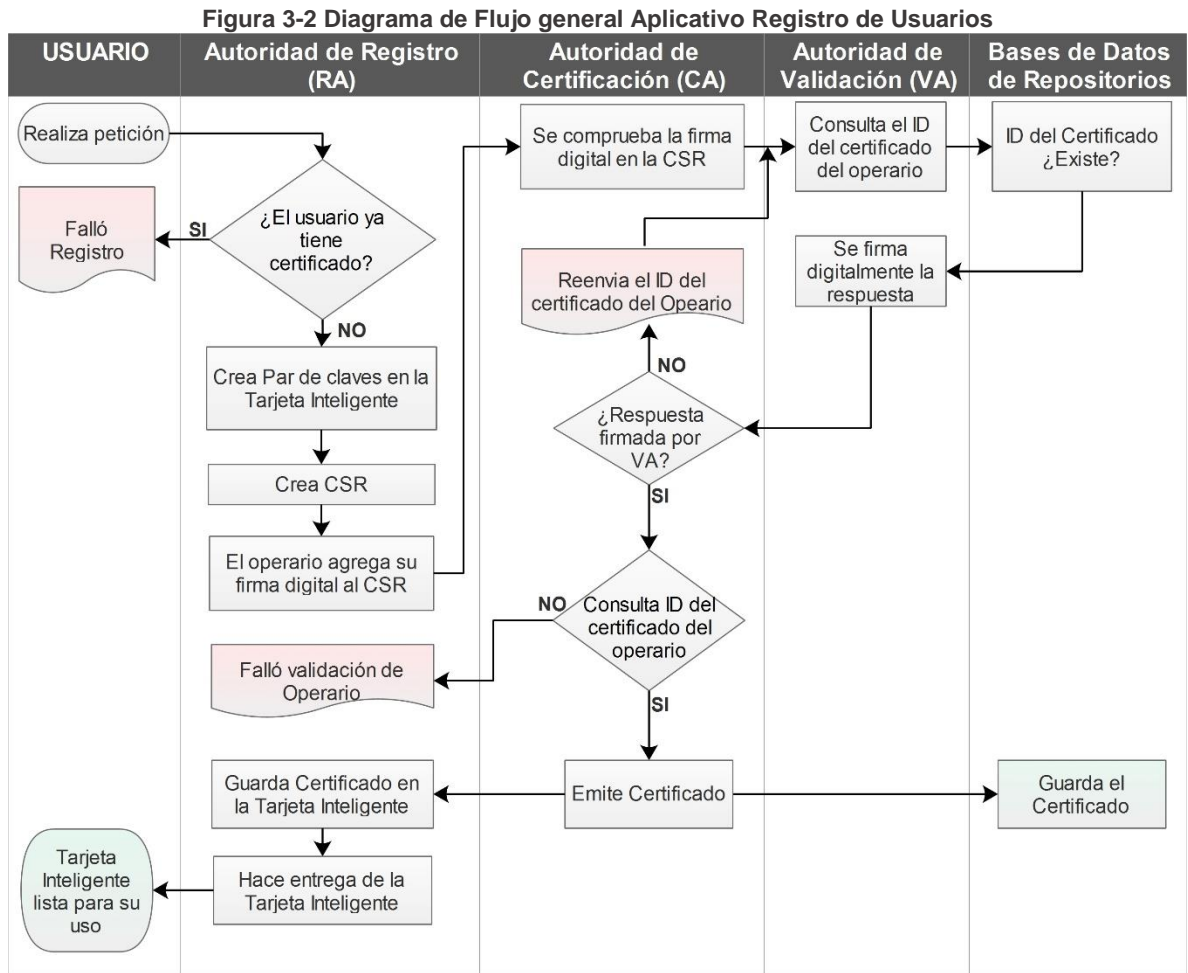 Figura 3-2 Diagrama de Flujo general Aplicativo Registro de Usuarios
USUARIO
Autoridad de Registro
(RA)
Autoridad de
Certificación (CA)
Autoridad de
Validación (VA)
Bases de Datos
de Repositorios
Realiza petición
¿El usuario ya
tiene
certificado?
SI
Falló
Registro
NO
Crea Par de claves en la
Tarjeta Inteligente
Crea CSR
El operario agrega su
firma digital al CSR
Se comprueba la firma
digital en la CSR
Consulta el ID
del certificado
del operario
ID del Certificado
¿Existe?
Se firma
digitalmente la
respuesta
Reenvia el ID del
certificado del Opeario
NO
¿Respuesta
firmada por
VA?
SI
Consulta ID del
certificado del
operario
NO
Falló validación de
Operario
SI
Emite Certificado
Guarda Certificado en
la Tarjeta Inteligente
Guarda el
Certificado
Hace entrega de la
Tarjeta Inteligente
Tarjeta
Inteligente
lista para su
uso